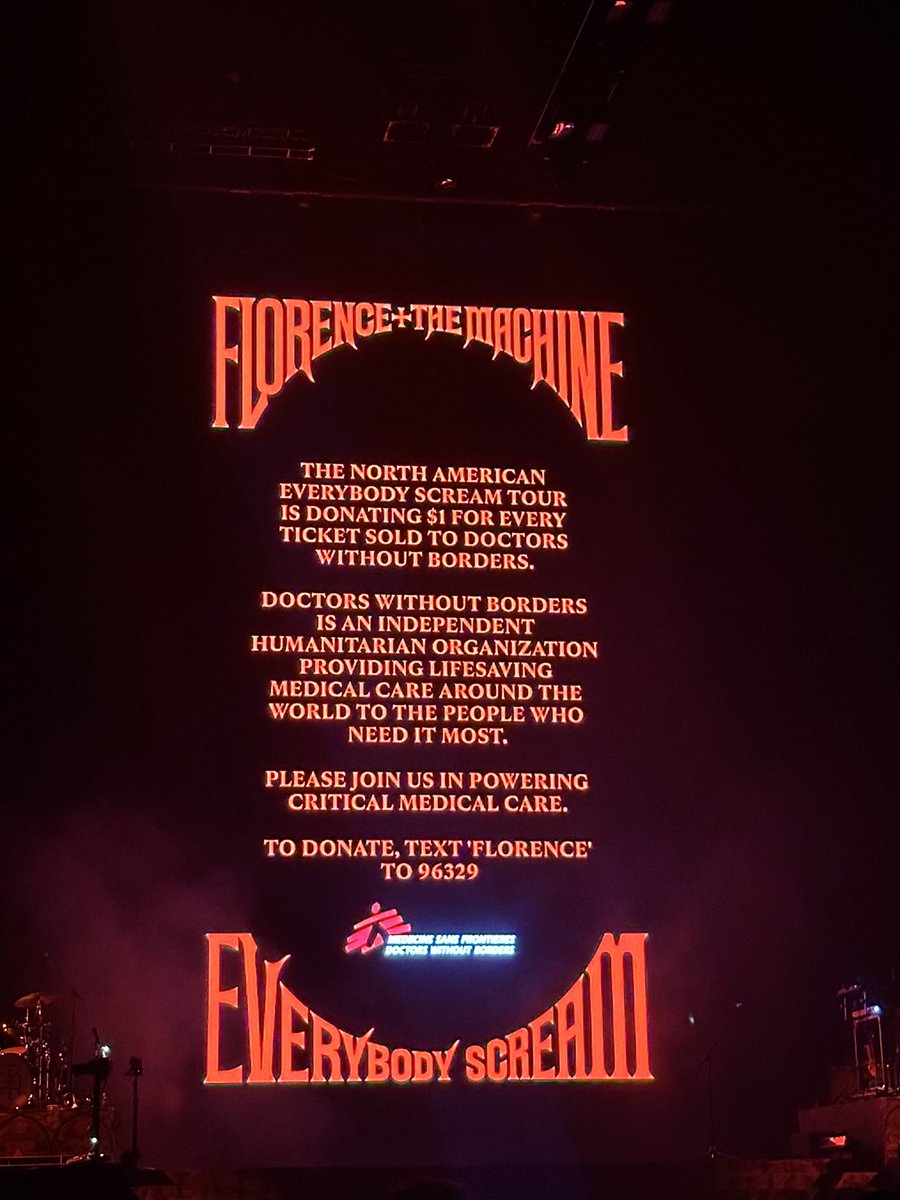 FLORENCE + THE MACHINE
THE NORTH AMERICAN
EVERYBODY SCREAM TOUR
IS DONATING $1 FOR EVERY
TICKET SOLD TO DOCTORS
WITHOUT BORDERS.
DOCTORS WITHOUT BORDERS
IS AN INDEPENDENT
HUMANITARIAN ORGANIZATION
PROVIDING LIFESAVING
MEDICAL CARE AROUND THE
WORLD TO THE PEOPLE WHO
NEED IT MOST.
PLEASE JOIN US IN POWERING
CRITICAL MEDICAL CARE.
TO DONATE, TEXT 'FLORENCE'
TO 96329
MEDECINS SANS FRONTIERES
DOCTORS WITHOUT BORDERS
EVERYBODY SCREAM